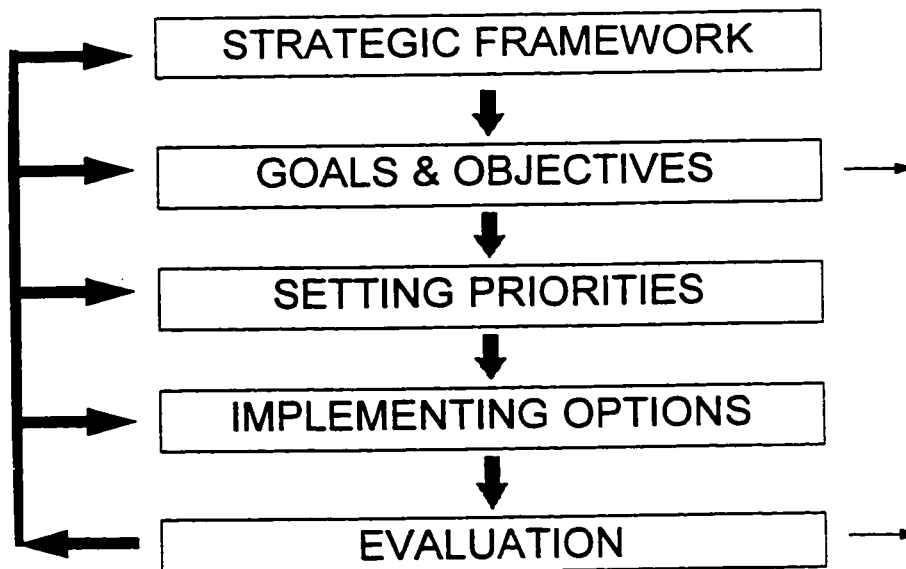 STRATEGIC FRAMEWORK
GOALS & OBJECTIVES
SETTING PRIORITIES
IMPLEMENTING OPTIONS
EVALUATION